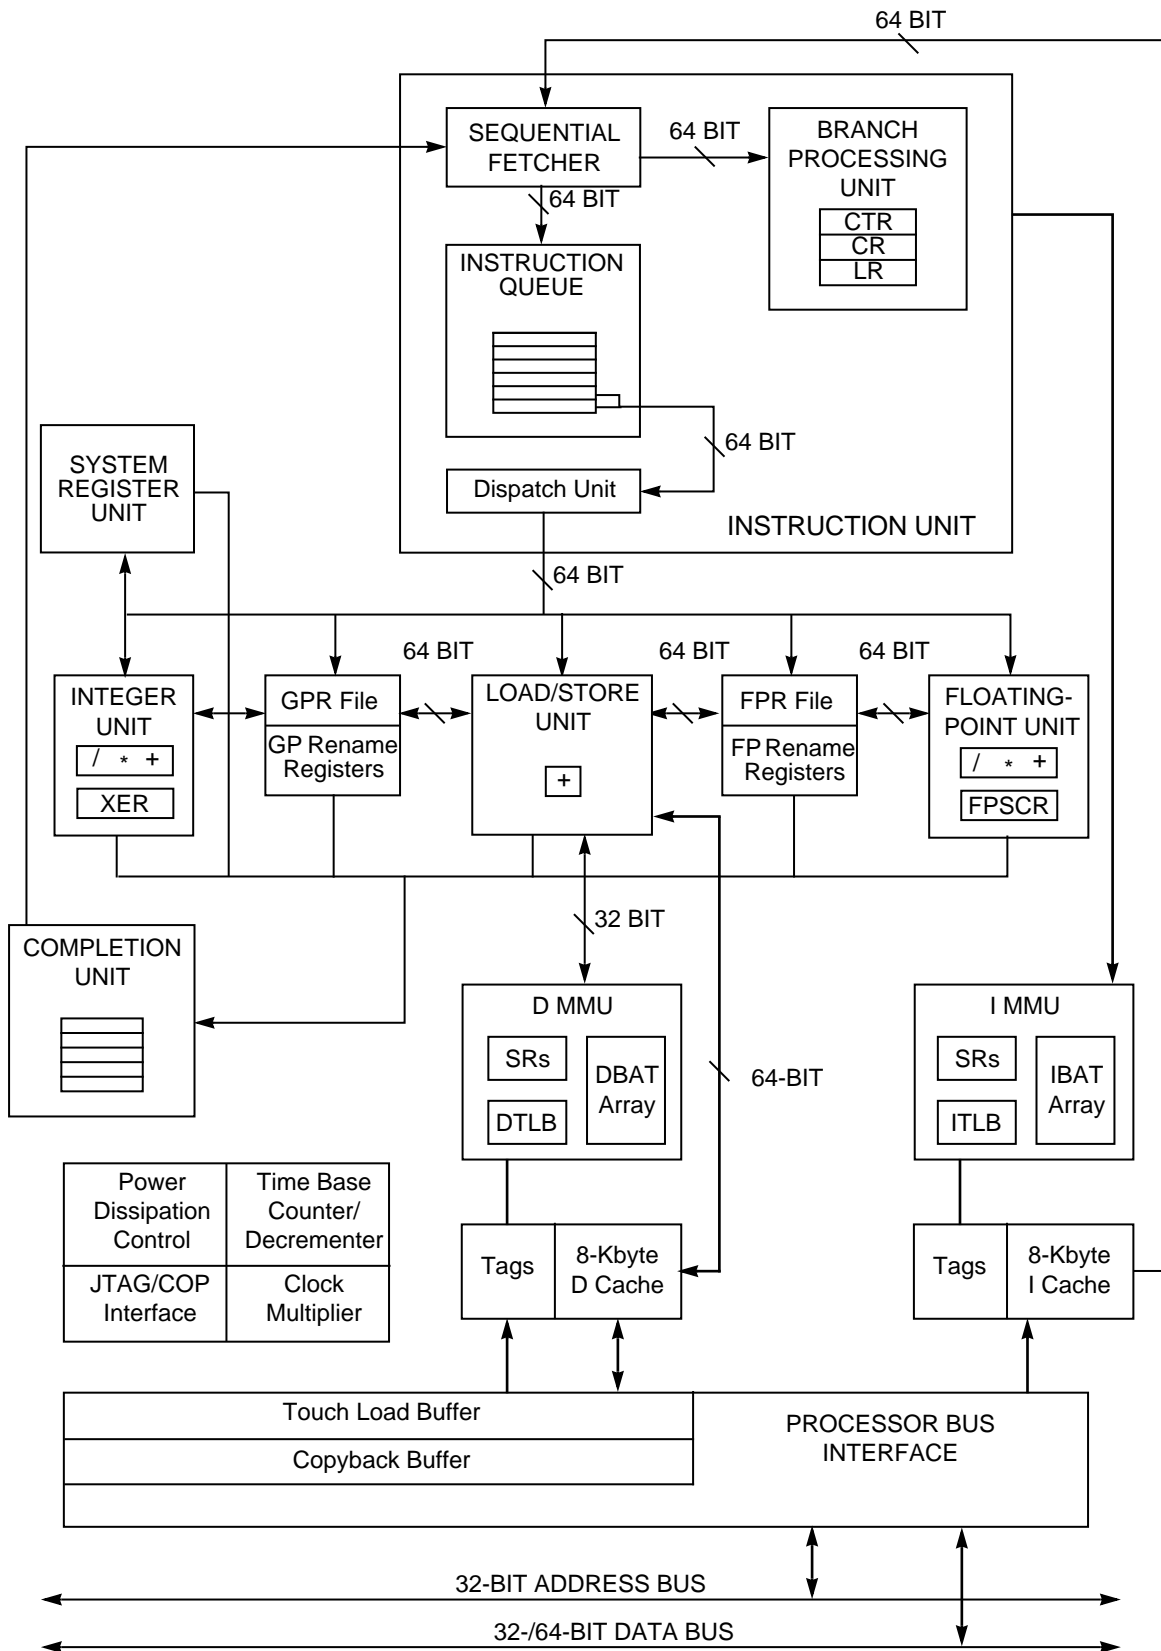 64 BIT
SEQUENTIAL
FETCHER
64 BIT
BRANCH
PROCESSING
UNIT
CTR
CR
LR
64 BIT
INSTRUCTION
QUEUE
64 BIT
Dispatch Unit
INSTRUCTION UNIT
SYSTEM
REGISTER
UNIT
64 BIT
64 BIT
64 BIT
64 BIT
INTEGER
UNIT
/ * +
XER
GPR File
GP Rename
Registers
LOAD/STORE
UNIT
+
FPR File
FP Rename
Registers
FLOATING-
POINT UNIT
/ * +
FPSCR
32 BIT
COMPLETION
UNIT
D MMU
SRs
DTLB
DBAT
Array
64-BIT
I MMU
SRs
ITLB
IBAT
Array
Power
Dissipation
Control
Time Base
Counter/
Decrementer
JTAG/COP
Interface
Clock
Multiplier
Tags
8-Kbyte
D Cache
Tags
8-Kbyte
I Cache
Touch Load Buffer
Copyback Buffer
PROCESSOR BUS
INTERFACE
32-BIT ADDRESS BUS
32-/64-BIT DATA BUS